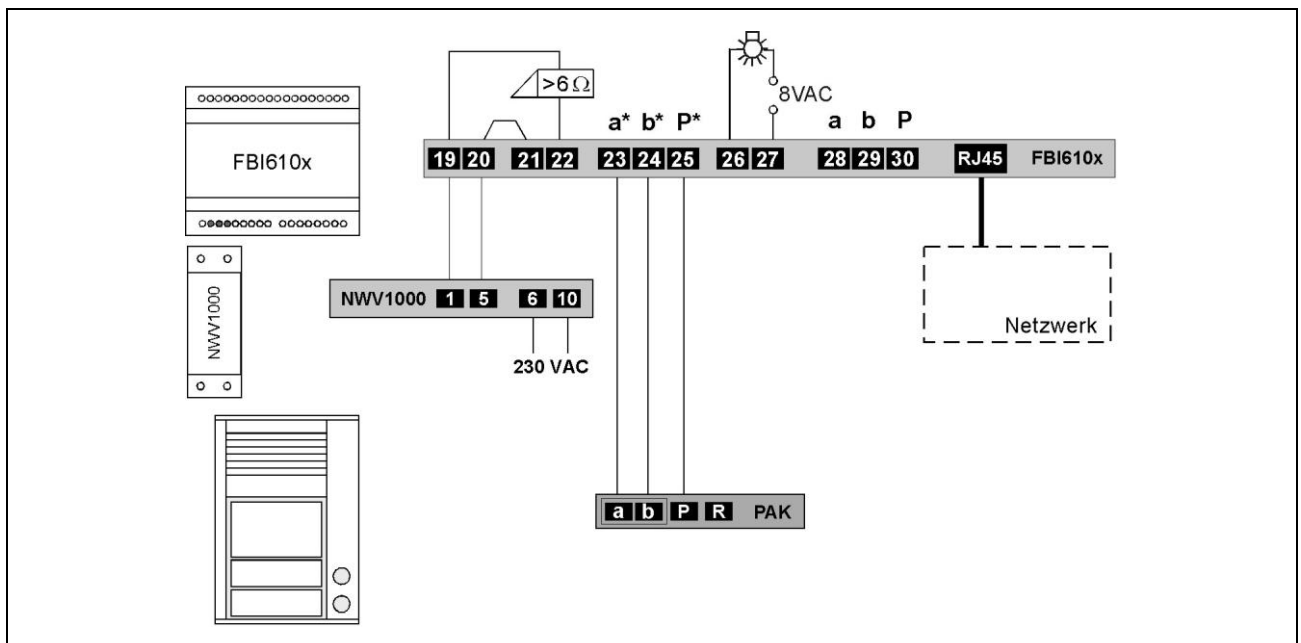 >6 Ω
8VAC
a* b* P* a b P
19 20 21 22 23 24 25 26 27 28 29 30 RJ45 FBI610x
FBI610x
NWV1000 1 5 6 10
230 VAC
NWV1000
Netzwerk
a b P R PAK